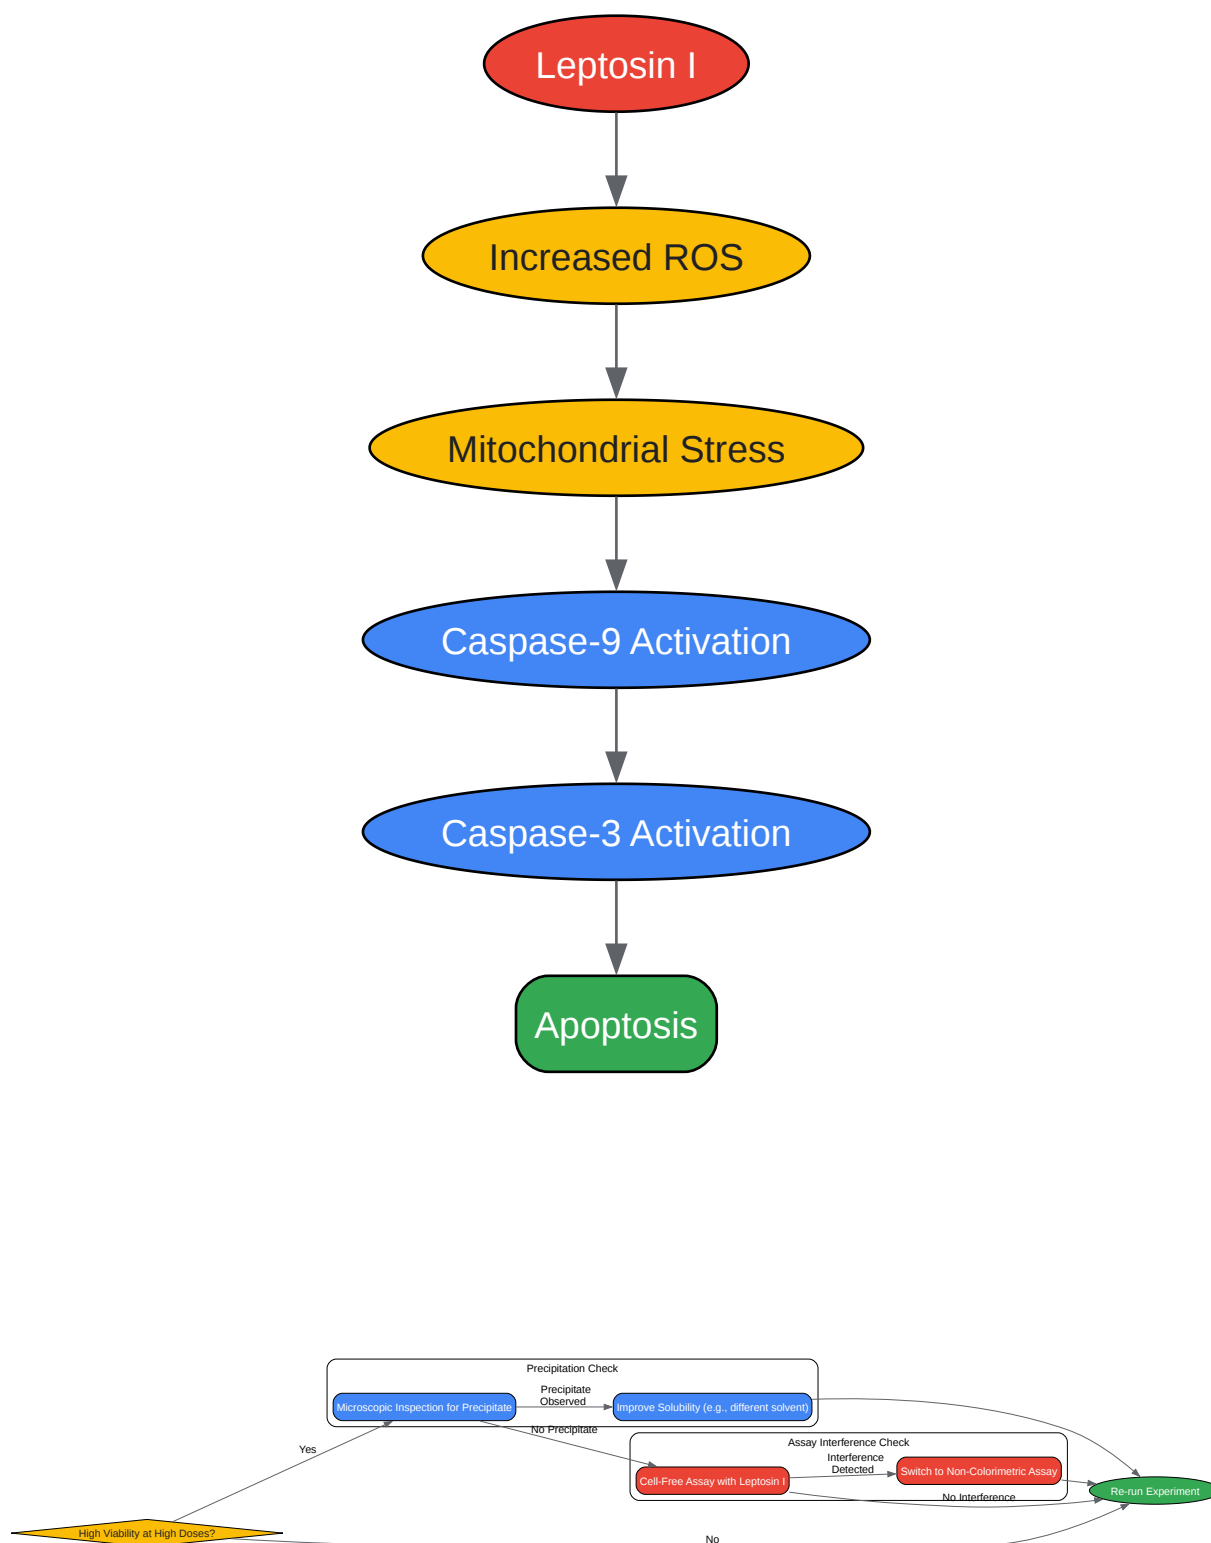 Leptosin I
Increased ROS
Mitochondrial Stress
Caspase-9 Activation
Caspase-3 Activation
Apoptosis
Precipitation Check
Microscopic Inspection for Precipitate
Precipitate
Observed
Improve Solubility (e.g., different solvent)
No Precipitate
Yes
Assay Interference Check
Cell-Free Assay with Leptosin I
Interference
Detected
Switch to Non-Colorimetric Assay
No Interference
Re-run Experiment
High Viability at High Doses?
No